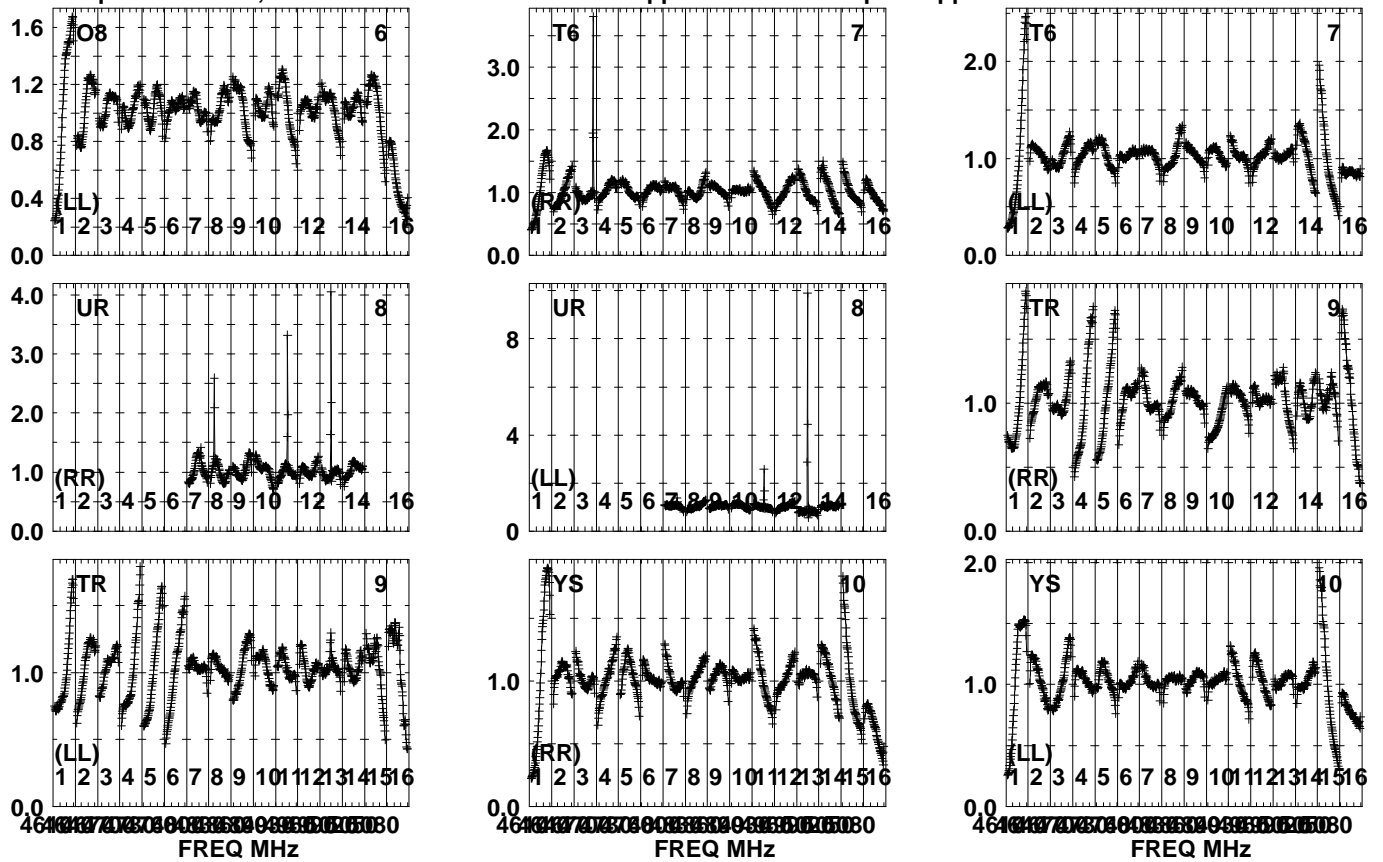 1.6 O8 6
1.2
0.8
0.4 (LL)
1 2 3 4 5 6 7 8 9 10 12 14 16
0.0
T6 7
3.0
2.0
1.0 (RR)
1 2 3 4 5 6 7 8 9 10 12 14 16
0.0
T6 7
2.0
1.0
(LL)
1 2 3 4 5 6 7 8 9 10 12 14 16
0.0
4.0 UR 8
3.0
2.0
1.0 (RR)
1 2 3 4 5 6 7 8 9 10 12 14 16
0.0
UR 8
8
4
(LL)
1 2 3 4 5 6 7 8 9 10 12 14 16
0
TR 9
1.0
(RR)
1 2 3 4 5 6 7 8 9 10 12 14 16
0.0
TR 9
1.0
(LL)
1 2 3 4 5 6 7 8 9 10 11 12 13 14 15 16
0.0
FREQ MHz
YS 10
1.0
(RR)
1 2 3 4 5 6 7 8 9 10 11 12 13 14 15 16
0.0
FREQ MHz
2.0 YS 10
1.0
(LL)
1 2 3 4 5 6 7 8 9 10 11 12 13 14 15 16
0.0
FREQ MHz